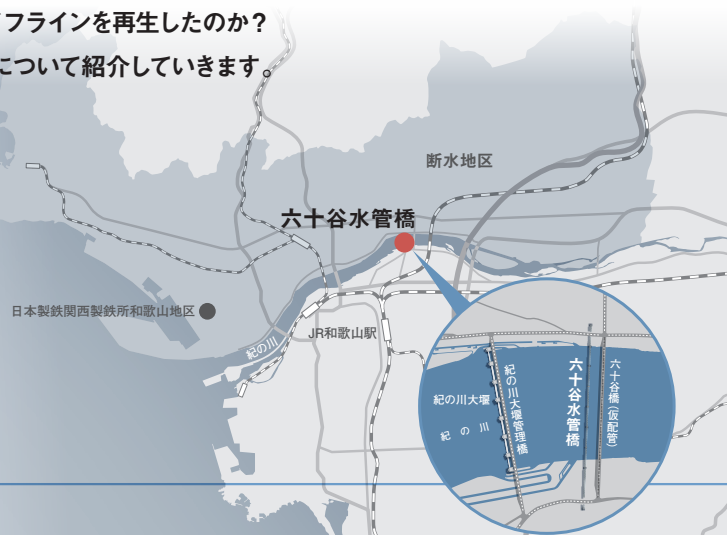 フラインを再生したのか？
について紹介していきます。
断水地区
六十谷水管橋
日本製鉄関西製鉄所和歌山地区
JR和歌山駅
紀の川
紀の川大堰
紀の川
紀の川大堰管理橋
六十谷水管橋
六十谷橋（仮配管）